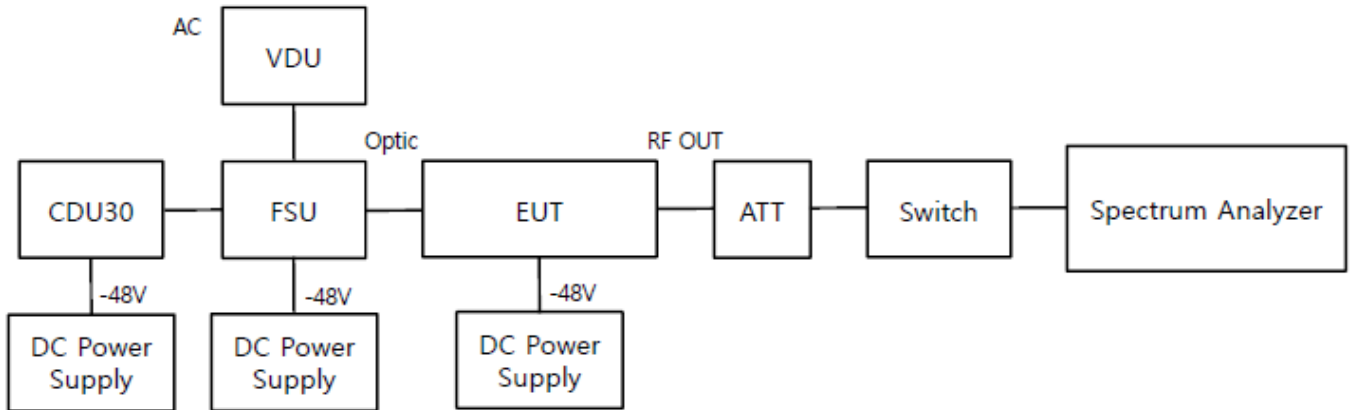 AC
VDU
Optic
RF OUT
CDU30
FSU
EUT
ATT
Switch
Spectrum Analyzer
-48V
-48V
-48V
DC Power
Supply
DC Power
Supply
DC Power
Supply